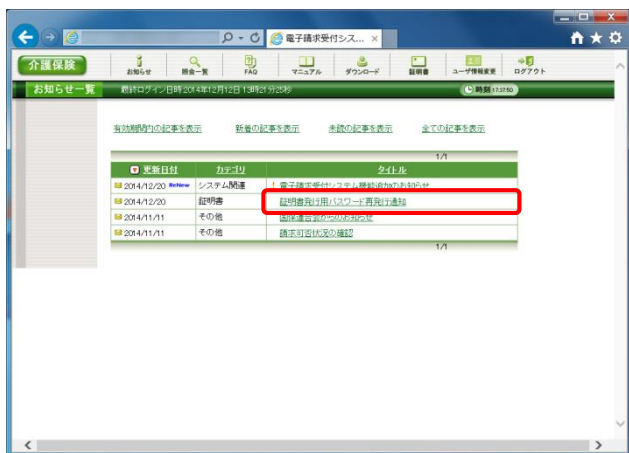 電子請求受付シス... ×
介護保険
お知らせ 照会一覧 FAQ マニュアル ダウンロード 証明書 ユーザ情報変更 ログアウト
お知らせ一覧 最終ログイン日時:2014年12月12日 13時21分25秒 時刻 17:37:50
有効期間内の記事を表示 新着の記事を表示 未読の記事を表示 全ての記事を表示
1/1
更新日付 カテゴリ タイトル
2014/12/20 ReNew システム関連 ! 電子請求受付システム機能追加のお知らせ
2014/12/20 証明書 証明書発行用パスワード再発行通知
2014/11/11 その他 国保連合会からのお知らせ
2014/11/11 その他 請求可否状況の確認
1/1